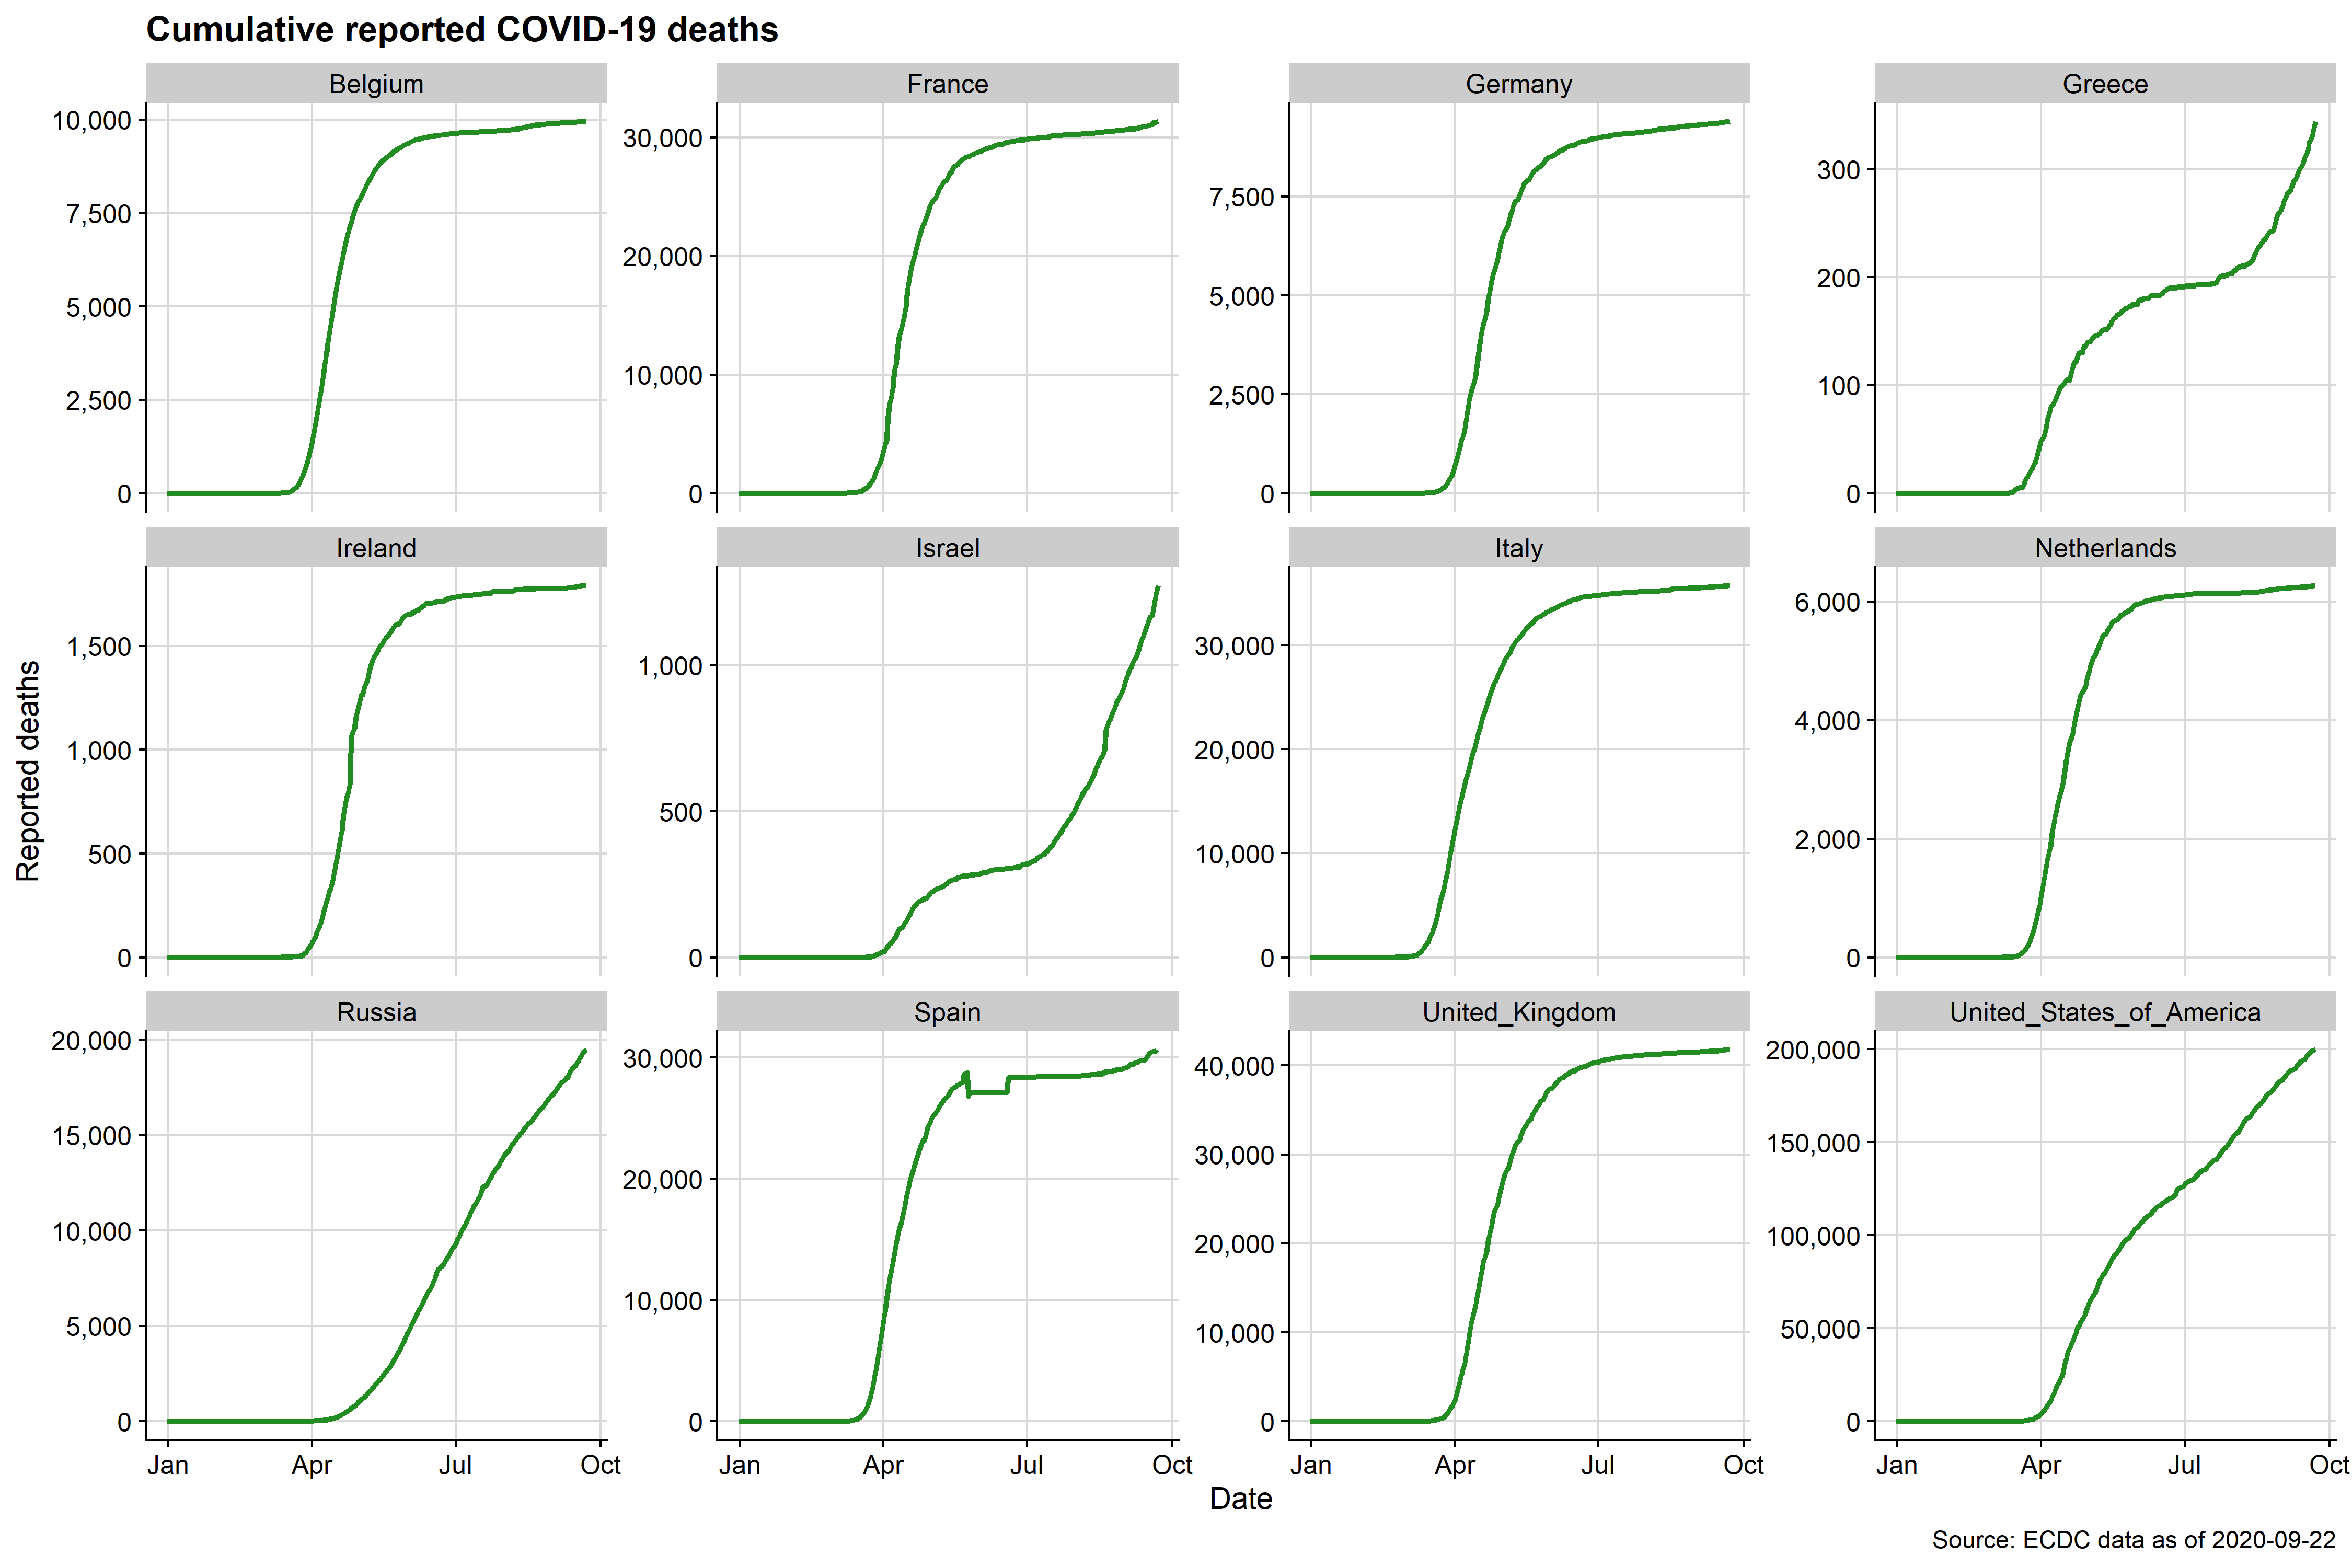 Cumulative reported COVID-19 deaths
Belgium
France
Germany
Greece
10,000
7,500
5,000
2,500
0
30,000
20,000
10,000
0
7,500
5,000
2,500
0
300
200
100
0
Ireland
Israel
Italy
Netherlands
1,500
1,000
500
0
1,000
500
0
30,000
20,000
10,000
0
6,000
4,000
2,000
0
Reported deaths
Russia
Spain
United_Kingdom
United_States_of_America
20,000
15,000
10,000
5,000
0
30,000
20,000
10,000
0
40,000
30,000
20,000
10,000
0
200,000
150,000
100,000
50,000
0
Jan Apr Jul Oct
Jan Apr Jul Oct
Jan Apr Jul Oct
Jan Apr Jul Oct
Date
Source: ECDC data as of 2020-09-22